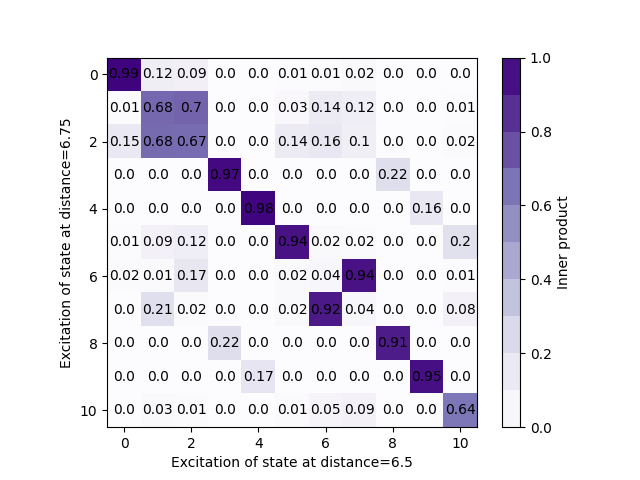 0 0.99 0.12 0.09 0.0 0.0 0.01 0.01 0.02 0.0 0.0 0.0
0.01 0.68 0.7 0.0 0.0 0.03 0.14 0.12 0.0 0.0 0.01
2 0.15 0.68 0.67 0.0 0.0 0.14 0.16 0.1 0.0 0.0 0.02
0.0 0.0 0.0 0.97 0.0 0.0 0.0 0.0 0.22 0.0 0.0
4 0.0 0.0 0.0 0.0 0.98 0.0 0.0 0.0 0.0 0.16 0.0
0.01 0.09 0.12 0.0 0.0 0.94 0.02 0.02 0.0 0.0 0.2
6 0.02 0.01 0.17 0.0 0.0 0.02 0.04 0.94 0.0 0.0 0.01
0.0 0.21 0.02 0.0 0.0 0.02 0.92 0.04 0.0 0.0 0.08
8 0.0 0.0 0.0 0.22 0.0 0.0 0.0 0.0 0.91 0.0 0.0
0.0 0.0 0.0 0.0 0.17 0.0 0.0 0.0 0.0 0.95 0.0
10 0.0 0.03 0.01 0.0 0.0 0.01 0.05 0.09 0.0 0.0 0.64
0 2 4 6 8 10
Excitation of state at distance=6.5
Excitation of state at distance=6.75
1.0
0.8
0.6
0.4
0.2
0.0
Inner product